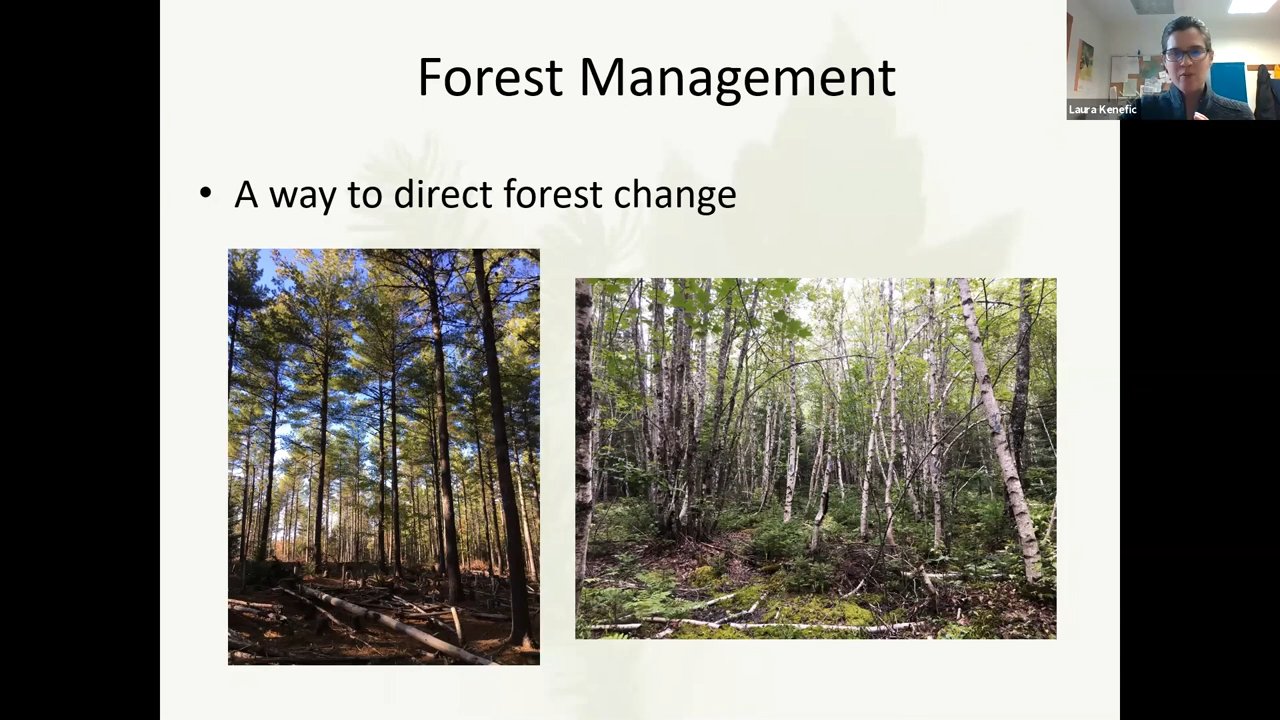 Forest Management
Laura Kenefic
• A way to direct forest change